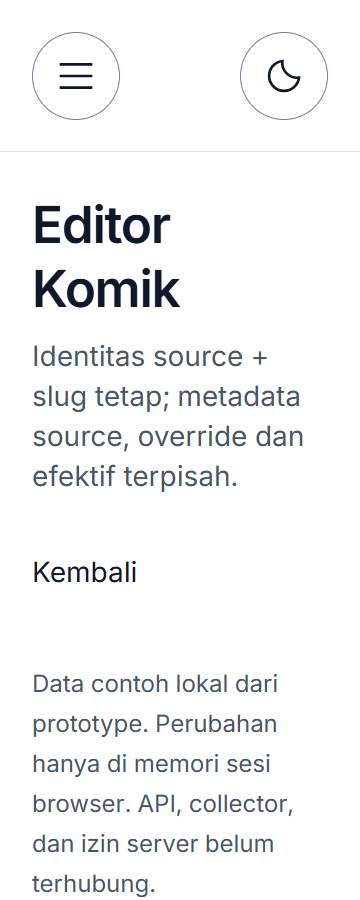 Editor
Komik
Identitas source +
slug tetap; metadata
source, override dan
efektif terpisah.
Kembali
Data contoh lokal dari
prototype. Perubahan
hanya di memori sesi
browser. API, collector,
dan izin server belum
terhubung.